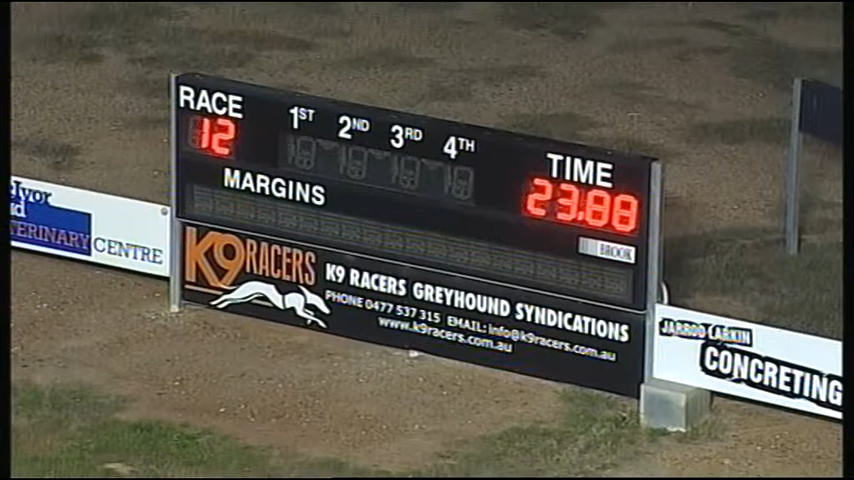 RACE 1ST 2ND 3RD 4TH TIME
12 23.88
MARGINS
BROOK
K9 RACERS
K9 RACERS GREYHOUND SYNDICATIONS
PHONE 0477 537 315 EMAIL: info@k9racers.com.au
www.k9racers.com.au
CENTRE
JARROD LARKIN
CONCRETING